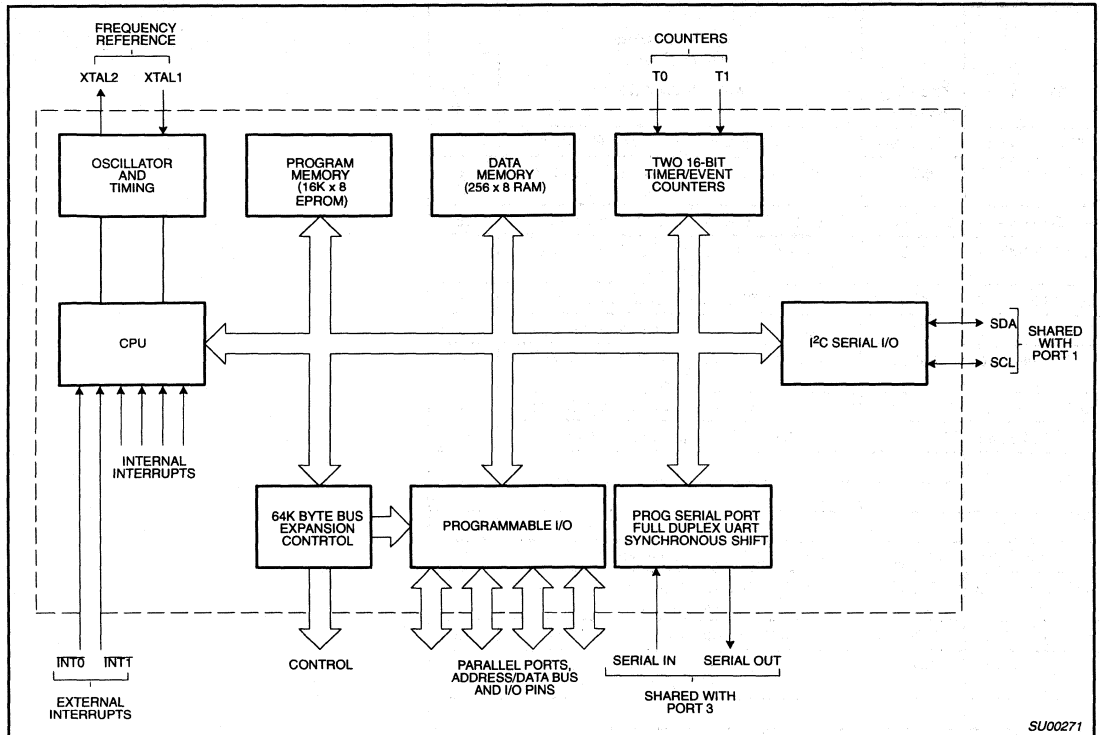 FREQUENCY
REFERENCE
XTAL2
XTAL1
COUNTERS
T0
T1
OSCILLATOR
AND
TIMING
PROGRAM
MEMORY
(16K x 8
EPROM)
DATA
MEMORY
(256 x 8 RAM)
TWO 16-BIT
TIMER/EVENT
COUNTERS
CPU
I²C SERIAL I/O
SDA
SCL
SHARED
WITH
PORT 1
INTERNAL
INTERRUPTS
64K BYTE BUS
EXPANSION
CONTRTOL
PROGRAMMABLE I/O
PROG SERIAL PORT
FULL DUPLEX UART
SYNCHRONOUS SHIFT
INT0
INT1
EXTERNAL
INTERRUPTS
CONTROL
PARALLEL PORTS,
ADDRESS/DATA BUS
AND I/O PINS
SERIAL IN
SERIAL OUT
SHARED WITH
PORT 3
SU00271